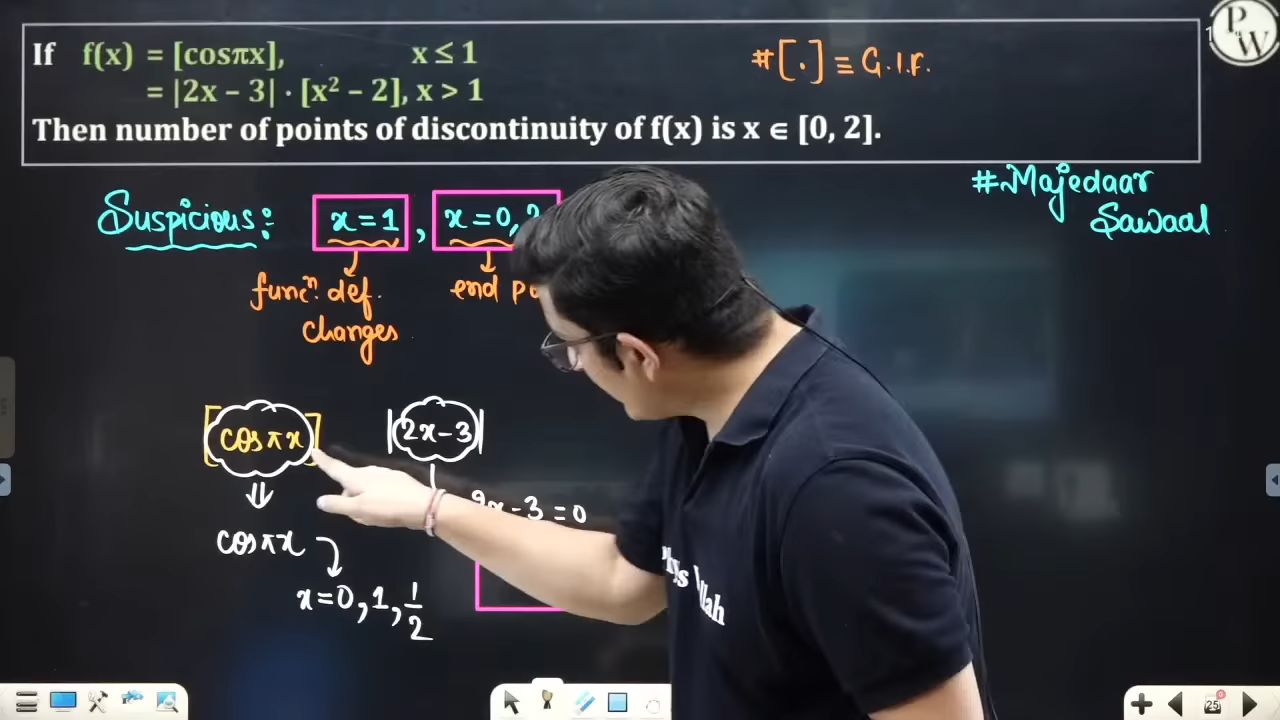 If f(x) = [cosπx], x ≤ 1
= |2x – 3| · [x² – 2], x > 1
Then number of points of discontinuity of f(x) is x ∈ [0, 2].
#[.] ≡ G.I.F.
P
W
#Majedaar
Sawaal
Suspicious: x=1, x=0,2
funcⁿ. def.
changes
end
[cosπx] |2x-3|
⇓
cosπx
2x-3=0
x=0, 1, 1/2
25